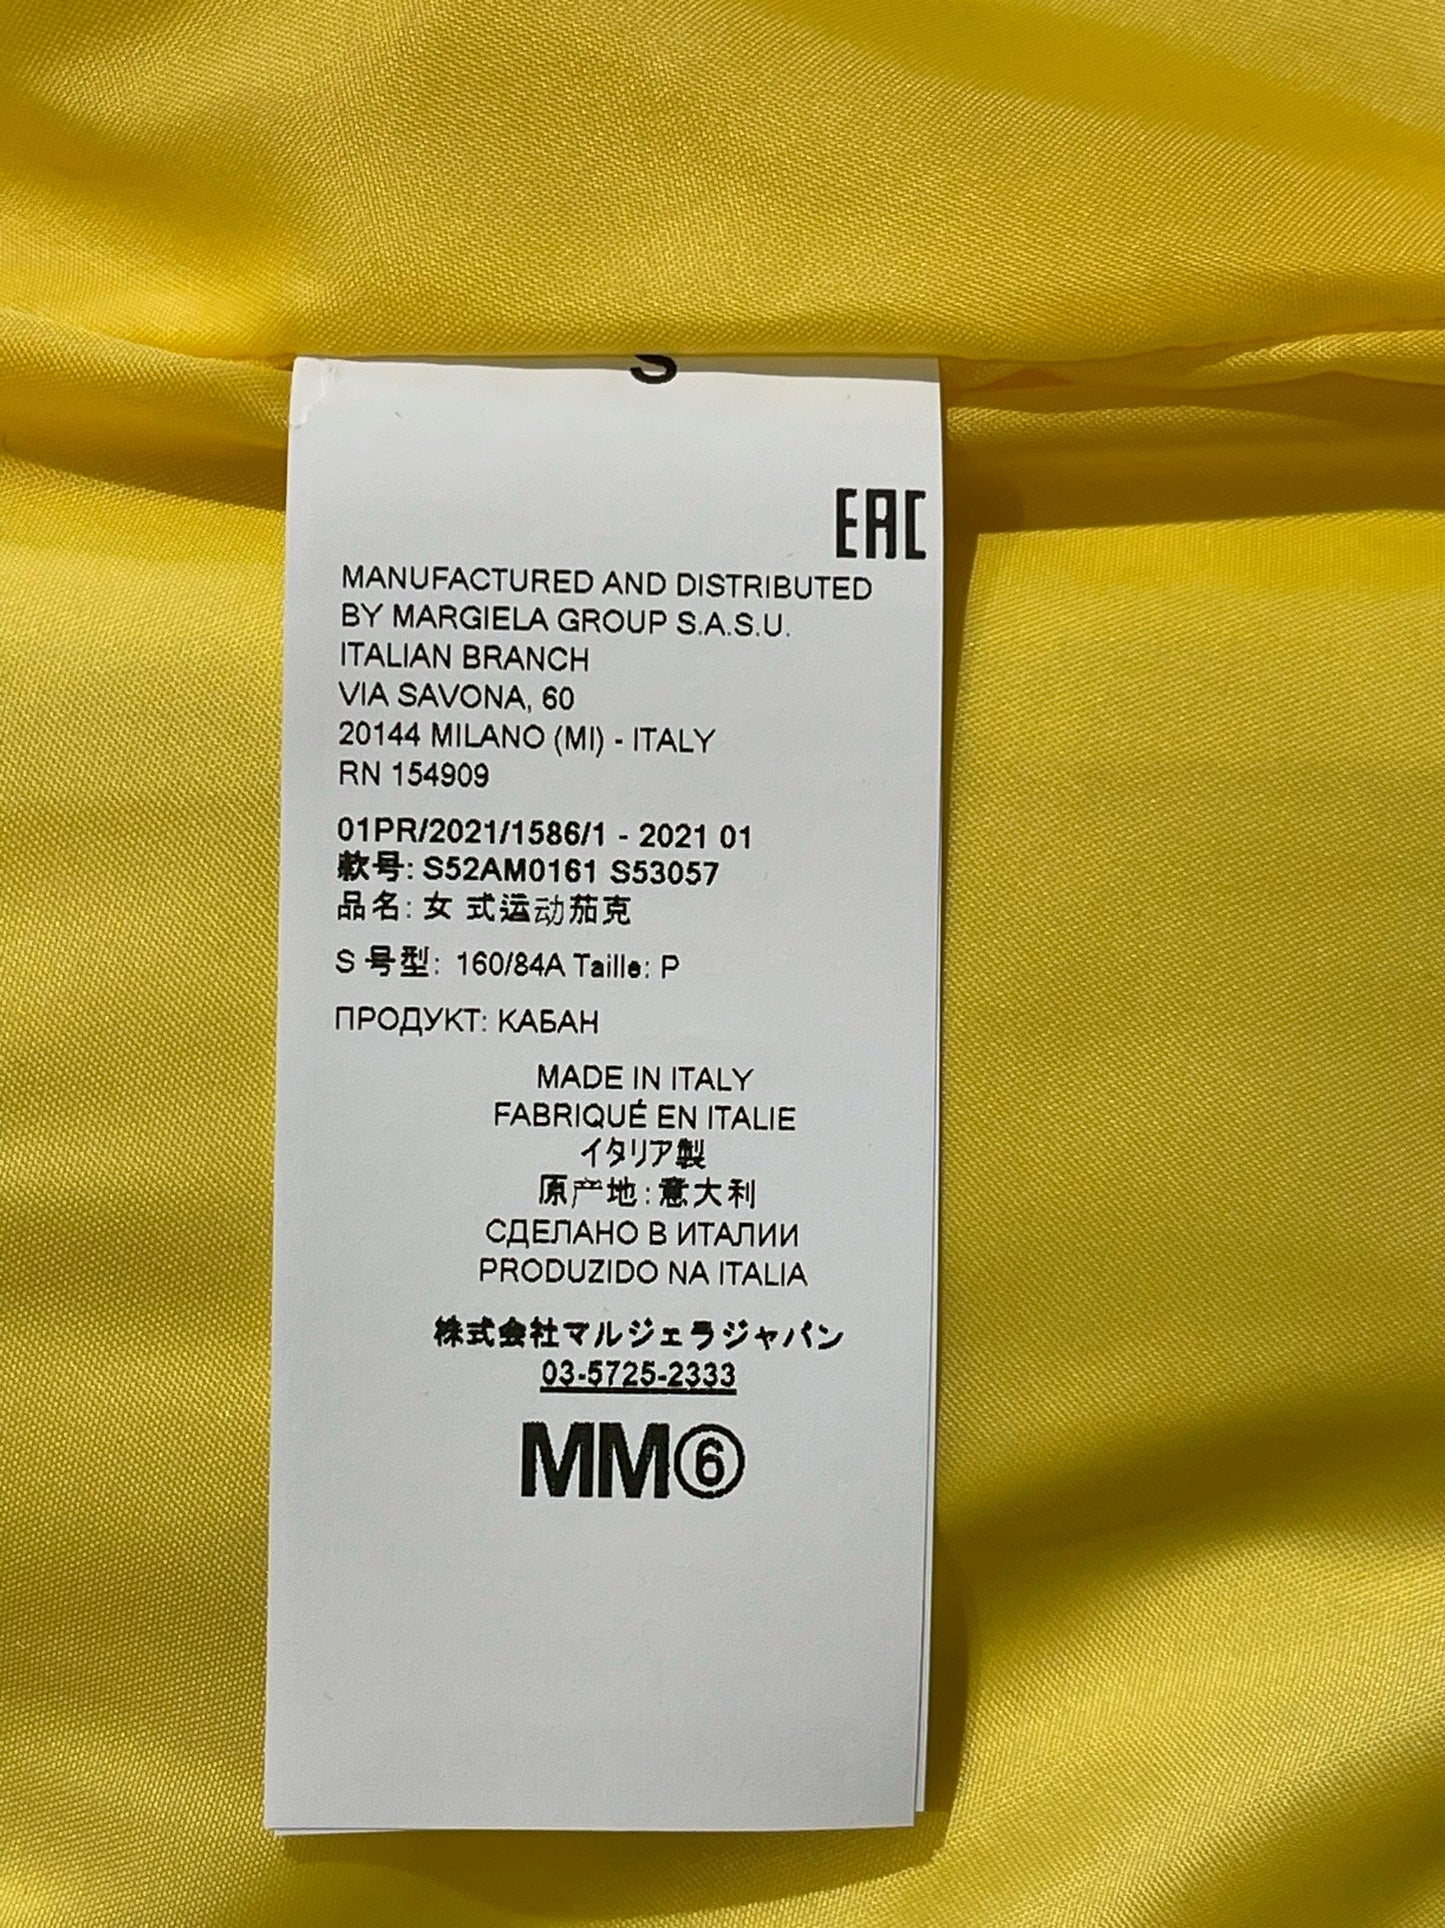 S
EAC
MANUFACTURED AND DISTRIBUTED
BY MARGIELA GROUP S.A.S.U.
ITALIAN BRANCH
VIA SAVONA, 60
20144 MILANO (MI) - ITALY
RN 154909
01PR/2021/1586/1 - 2021 01
款号: S52AM0161 S53057
品名: 女 式运动茄克
S 号型: 160/84A Taille: P
ПРОДУКТ: КАБАН
MADE IN ITALY
FABRIQUÉ EN ITALIE
イタリア製
原产地:意大利
СДЕЛАНО В ИТАЛИИ
PRODUZIDO NA ITALIA
株式会社マルジェラジャパン
03-5725-2333
MM⑥